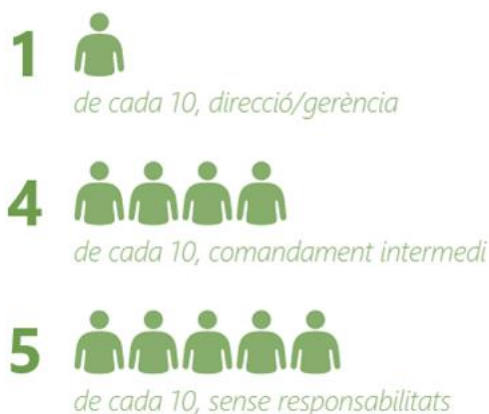 1
de cada 10, direcció/gerència
4
de cada 10, comandament intermedi
5
de cada 10, sense responsabilitats